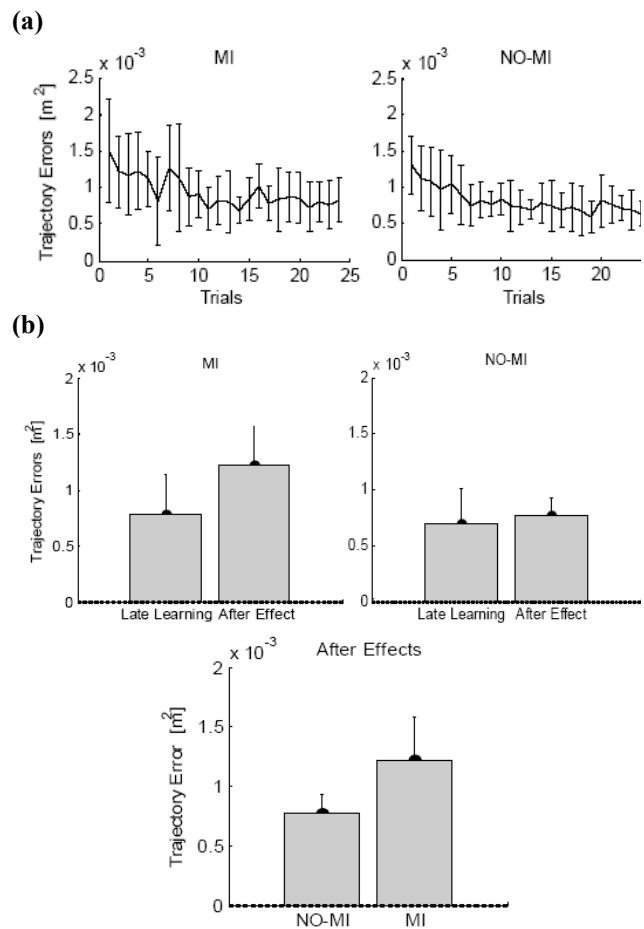 (a)
× 10⁻³
MI
Trajectory Errors [m²]
2.5
2
1.5
1
0.5
0
0 5 10 15 20 25
Trials
× 10⁻³
NO-MI
2.5
2
1.5
1
0.5
0
0 5 10 15 20
Trials
(b)
× 10⁻³
MI
Trajectory Errors [m²]
2
1.5
1
0.5
0
Late Learning After Effect
× 10⁻³
NO-MI
2
1.5
1
0.5
0
Late Learning After Effect
× 10⁻³
After Effects
Trajectory Error [m²]
2
1.5
1
0.5
0
NO-MI MI